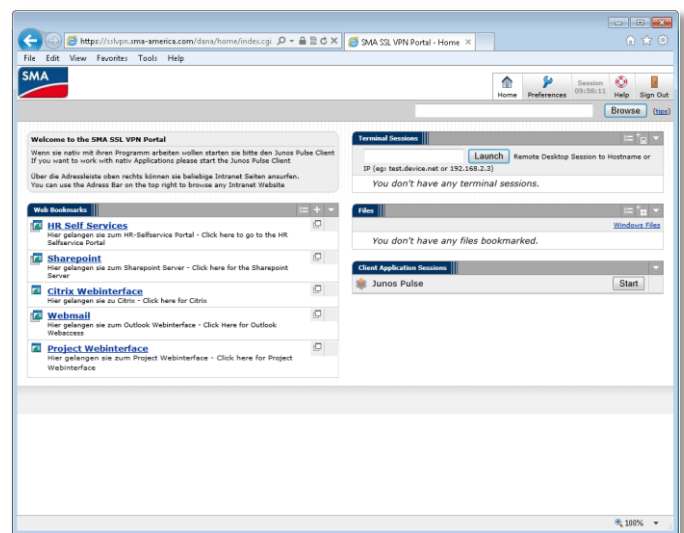 https://sslvpn.sma-america.com/dana/home/index.cgi
SMA SSL VPN Portal - Home
File Edit View Favorites Tools Help
SMA
Home Preferences Session 09:58:11 Help Sign Out
Browse (tips)
Welcome to the SMA SSL VPN Portal
Wenn sie nativ mit ihren Programm arbeiten wollen starten sie bitte den Junos Pulse Client
If you want to work with nativ Applications please start the Junos Pulse Client
Über die Adressleiste oben rechts können sie beliebige Intranet Seiten ansurfen.
You can use the Adress Bar on the top right to browse any Intranet Website
Web Bookmarks
HR Self Services
Hier gelangen sie zum HR-Selfservice Portal - Click here to go to the HR
Selfservice Portal
Sharepoint
Hier gelangen sie zum Sharepoint Server - Click here for the Sharepoint
Server
Citrix Webinterface
Hier gelangen sie zu Citrix - Click here for Citrix
Webmail
Hier gelangen sie zum Outlook Webinterface - Click Here for Outlook
Webaccess
Project Webinterface
Hier gelangen sie zum Project Webinterface - Click here for Project
Webinterface
Terminal Sessions
Launch Remote Desktop Session to Hostname or
IP (eg: test.device.net or 192.168.2.3)
You don't have any terminal sessions.
Files
Windows Files
You don't have any files bookmarked.
Client Application Sessions
Junos Pulse Start
100%